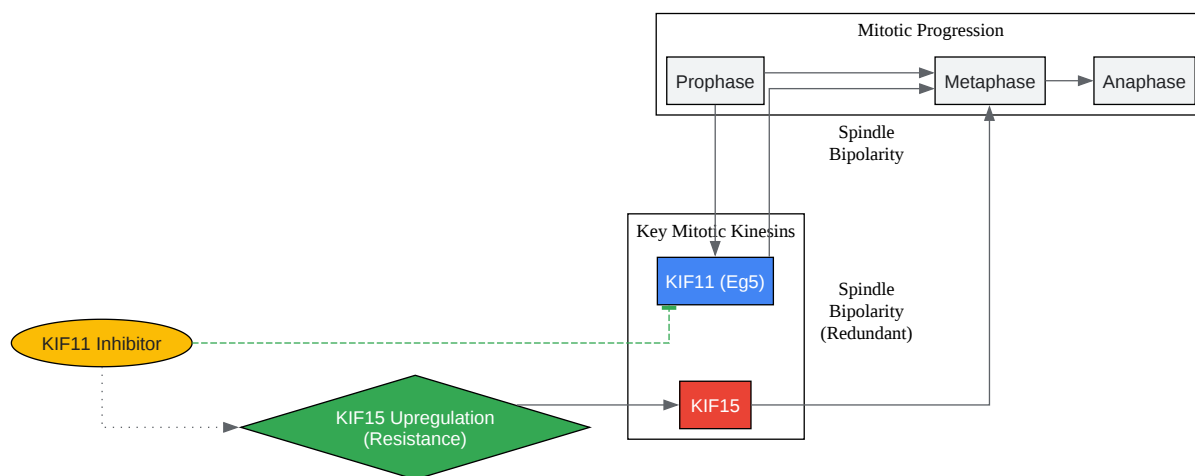 Mitotic Progression
Prophase
Metaphase
Anaphase
Spindle
Bipolarity
Key Mitotic Kinesins
KIF11 (Eg5)
Spindle
Bipolarity
(Redundant)
KIF11 Inhibitor
KIF15 Upregulation
(Resistance)
KIF15